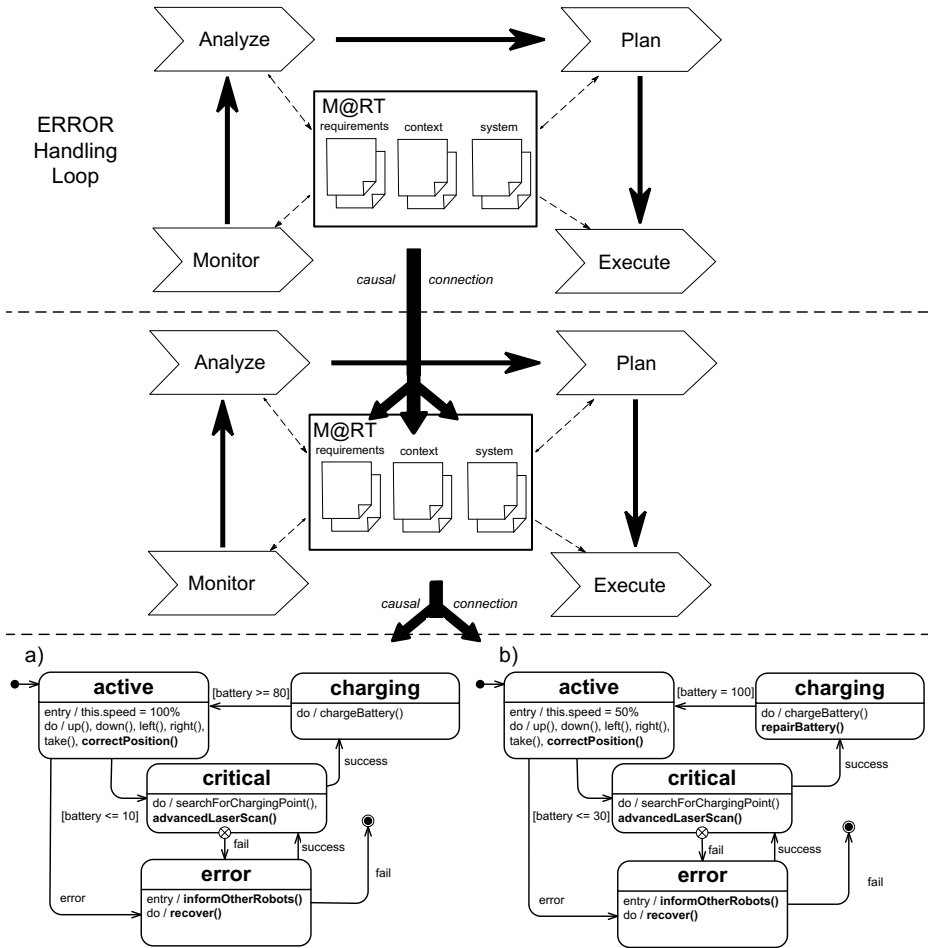 Analyze
Plan
ERROR
Handling
Loop
M@RT
requirements context system
Monitor
Execute
causal connection
Analyze
Plan
M@RT
requirements context system
Monitor
Execute
causal connection
a)
active
entry / this.speed = 100%
do / up(), down(), left(), right(),
take(), correctPosition()
[battery >= 80]
charging
do / chargeBattery()
critical
do / searchForChargingPoint(),
advancedLaserScan()
[battery <= 10]
success
fail
success
error
entry / informOtherRobots()
do / recover()
error
fail
b)
active
entry / this.speed = 50%
do / up(), down(), left(), right(),
take(), correctPosition()
[battery = 100]
charging
do / chargeBattery()
repairBattery()
critical
do / searchForChargingPoint()
advancedLaserScan()
[battery <= 30]
success
fail
success
error
entry / informOtherRobots()
do / recover()
error
fail